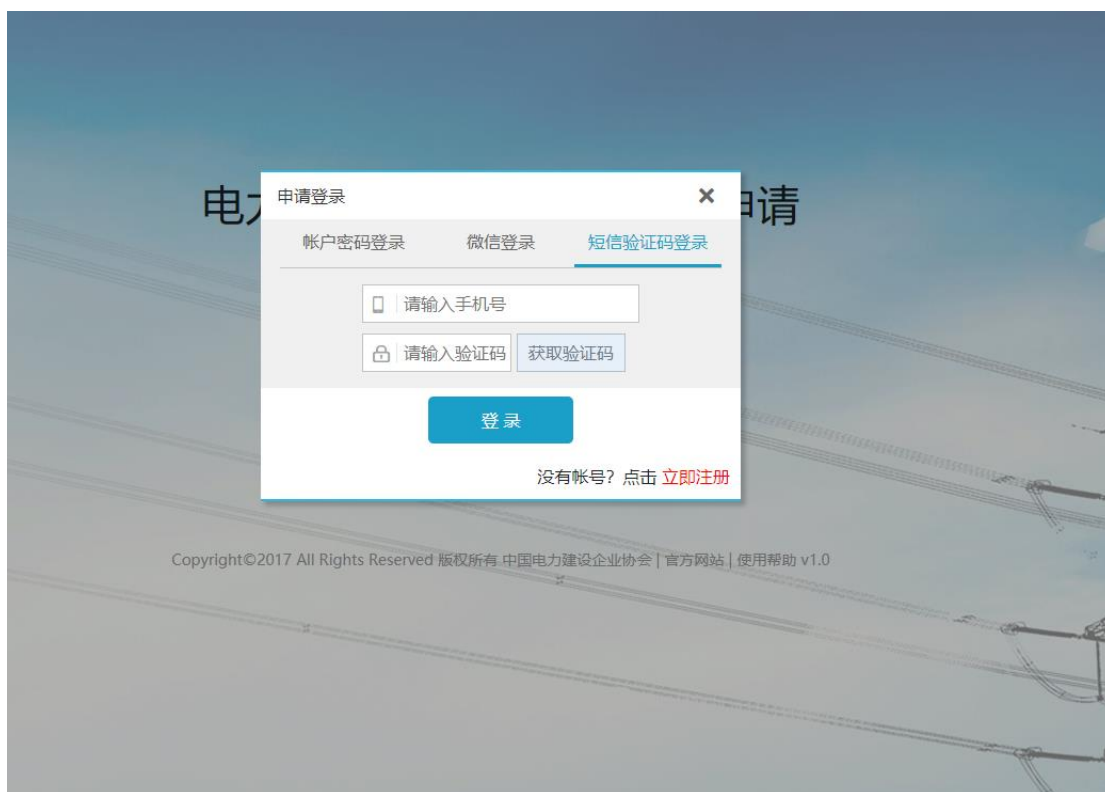 申请登录
电
申请
帐户密码登录 微信登录 短信验证码登录
请输入手机号
请输入验证码 获取验证码
登 录
没有帐号？点击 立即注册
Copyright©2017 All Rights Reserved 版权所有 中国电力建设企业协会 | 官方网站 | 使用帮助 v1.0